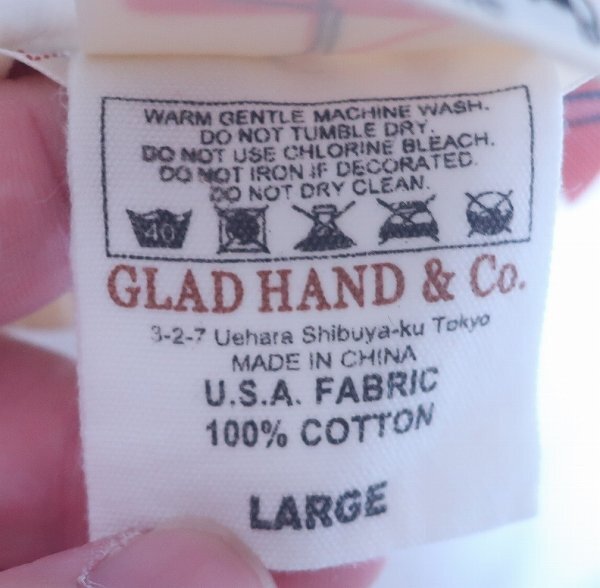 WARM GENTLE MACHINE WASH.
DO NOT TUMBLE DRY.
DO NOT USE CHLORINE BLEACH.
DO NOT IRON IF DECORATED.
DO NOT DRY CLEAN.
40
GLAD HAND & Co.
3-2-7 Uehara Shibuya-ku Tokyo
MADE IN CHINA
U.S.A. FABRIC
100% COTTON
LARGE